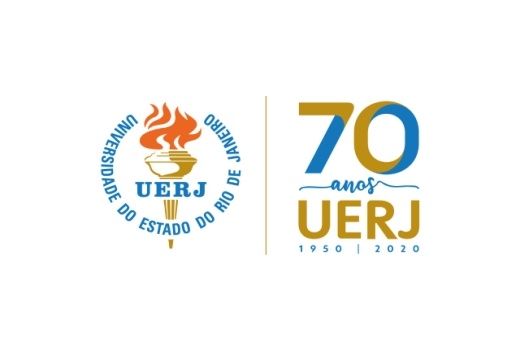 UNIVERSIDADE DO ESTADO DO RIO DE JANEIRO
UERJ
70
anos
UERJ
1950 | 2020